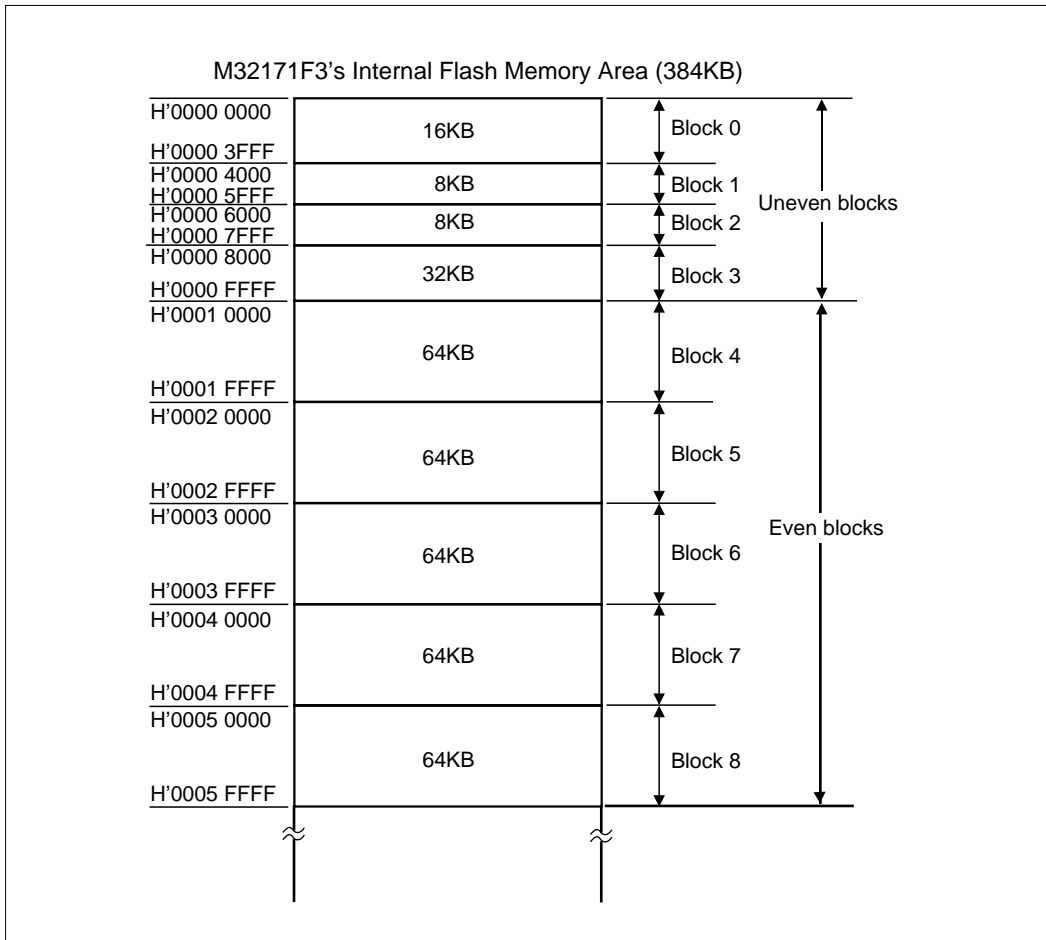 M32171F3's Internal Flash Memory Area (384KB)
H'0000 0000
16KB
Block 0
H'0000 3FFF
H'0000 4000
8KB
Block 1
H'0000 5FFF
Uneven blocks
H'0000 6000
8KB
Block 2
H'0000 7FFF
H'0000 8000
32KB
Block 3
H'0000 FFFF
H'0001 0000
64KB
Block 4
H'0001 FFFF
H'0002 0000
64KB
Block 5
H'0002 FFFF
H'0003 0000
Even blocks
64KB
Block 6
H'0003 FFFF
H'0004 0000
64KB
Block 7
H'0004 FFFF
H'0005 0000
64KB
Block 8
H'0005 FFFF